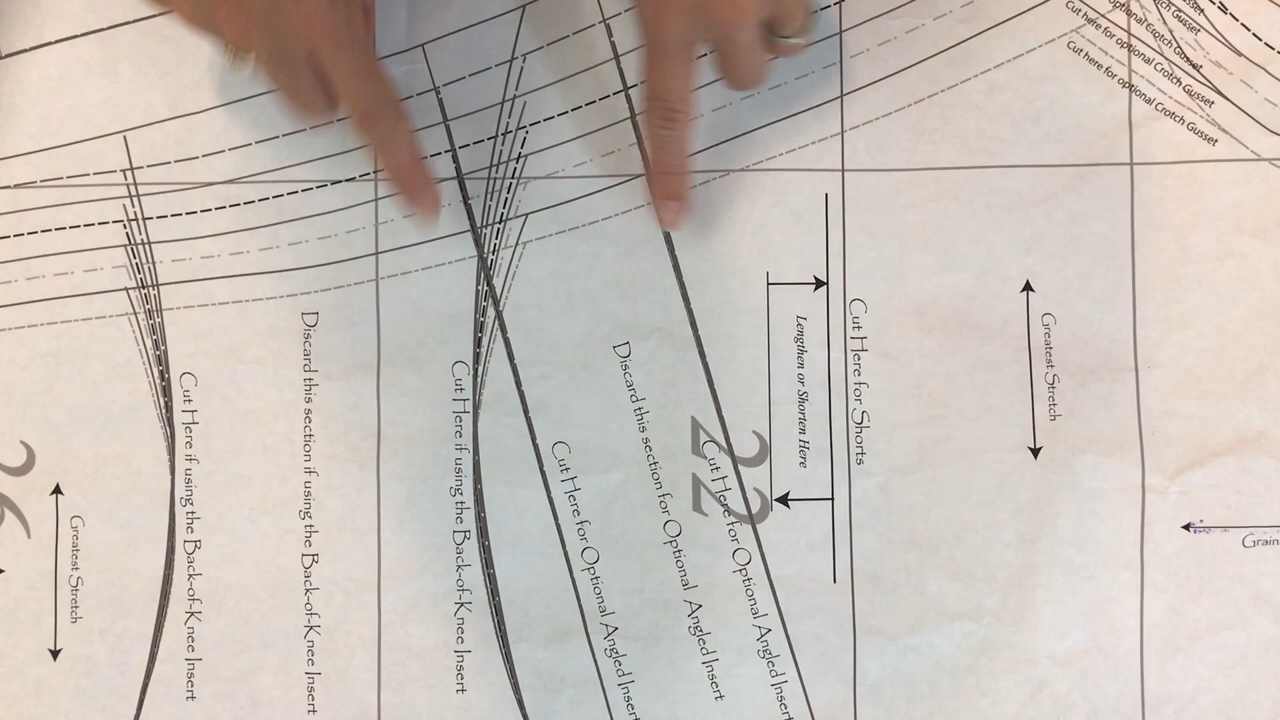 Cut here for optional Crotch Gusset
Cut here for optional Crotch Gusset
optional Crotch Gusset
Crotch Gusset
Gusset
Greatest Stretch
Grain
Cut Here for Shorts
Lengthen or Shorten Here
22
Cut Here for Optional Angled Insert
Discard this section for Optional Angled Insert
Cut Here for Optional Angled Insert
Cut Here if using the Back-of-Knee Insert
Discard this section if using the Back-of-Knee Insert
Cut Here if using the Back-of-Knee Insert
Greatest Stretch
26